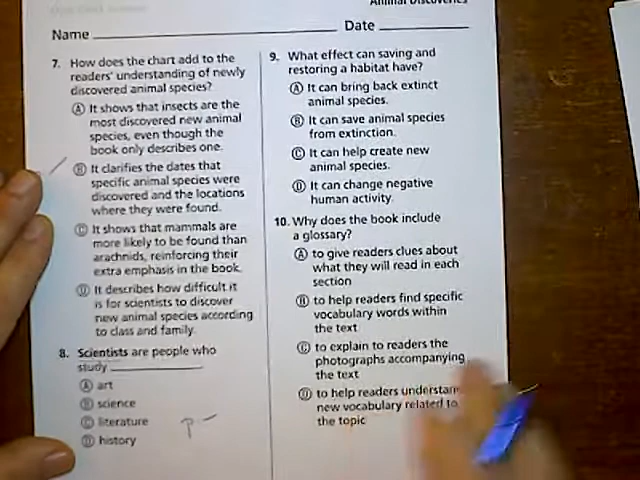 Animal Discoveries
Name
Date
7. How does the chart add to the
readers' understanding of newly
discovered animal species?
A It shows that insects are the
most discovered new animal
species, even though the
book only describes one.
B It clarifies the dates that
specific animal species were
discovered and the locations
where they were found.
C It shows that mammals are
more likely to be found than
arachnids, reinforcing their
extra emphasis in the book.
D It describes how difficult it
is for scientists to discover
new animal species according
to class and family.
8. Scientists are people who
study
A art
B science
C literature
D history
9. What effect can saving and
restoring a habitat have?
A It can bring back extinct
animal species.
B It can save animal species
from extinction.
C It can help create new
animal species.
D It can change negative
human activity.
10. Why does the book include
a glossary?
A to give readers clues about
what they will read in each
section
B to help readers find specific
vocabulary words within
the text
C to explain to readers the
photographs accompanying
the text
D to help readers understand
new vocabulary related to
the topic